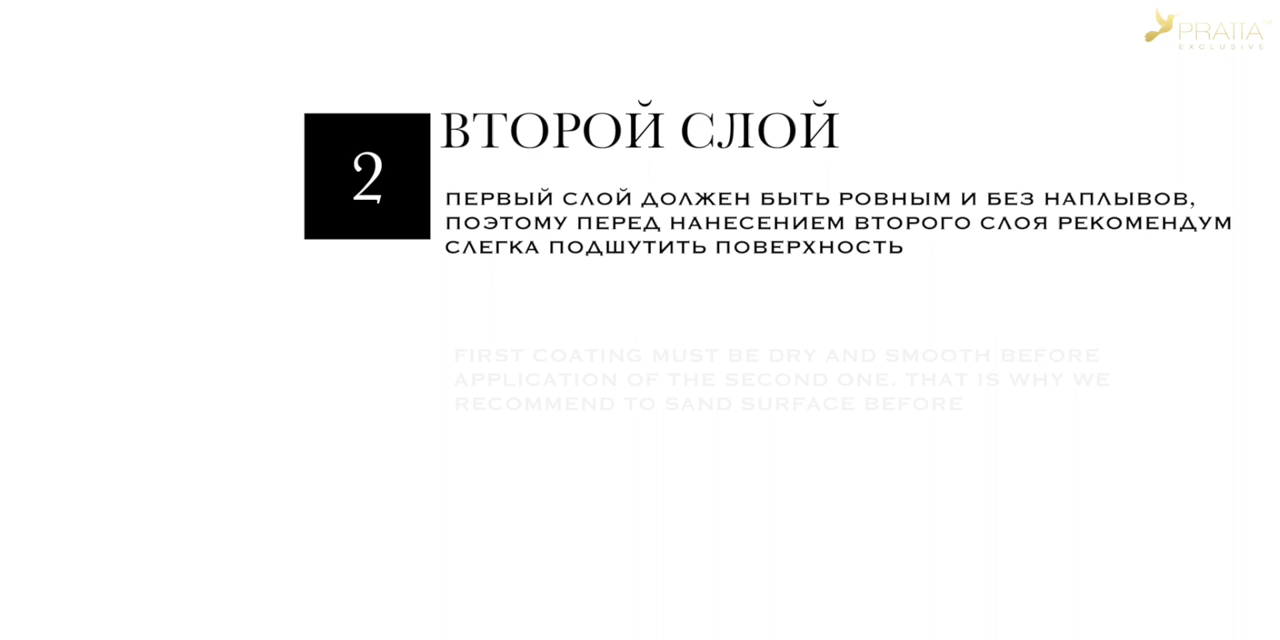 PRATTA
EXCLUSIVE
2
ВТОРОЙ СЛОЙ
ПЕРВЫЙ СЛОЙ ДОЛЖЕН БЫТЬ РОВНЫМ И БЕЗ НАПЛЫВОВ,
ПОЭТОМУ ПЕРЕД НАНЕСЕНИЕМ ВТОРОГО СЛОЯ РЕКОМЕНДУМ
СЛЕГКА ПОДШУТИТЬ ПОВЕРХНОСТЬ
FIRST COATING MUST BE DRY AND SMOOTH BEFORE
APPLICATION OF THE SECOND ONE. THAT IS WHY WE
RECOMMEND TO SAND SURFACE BEFORE